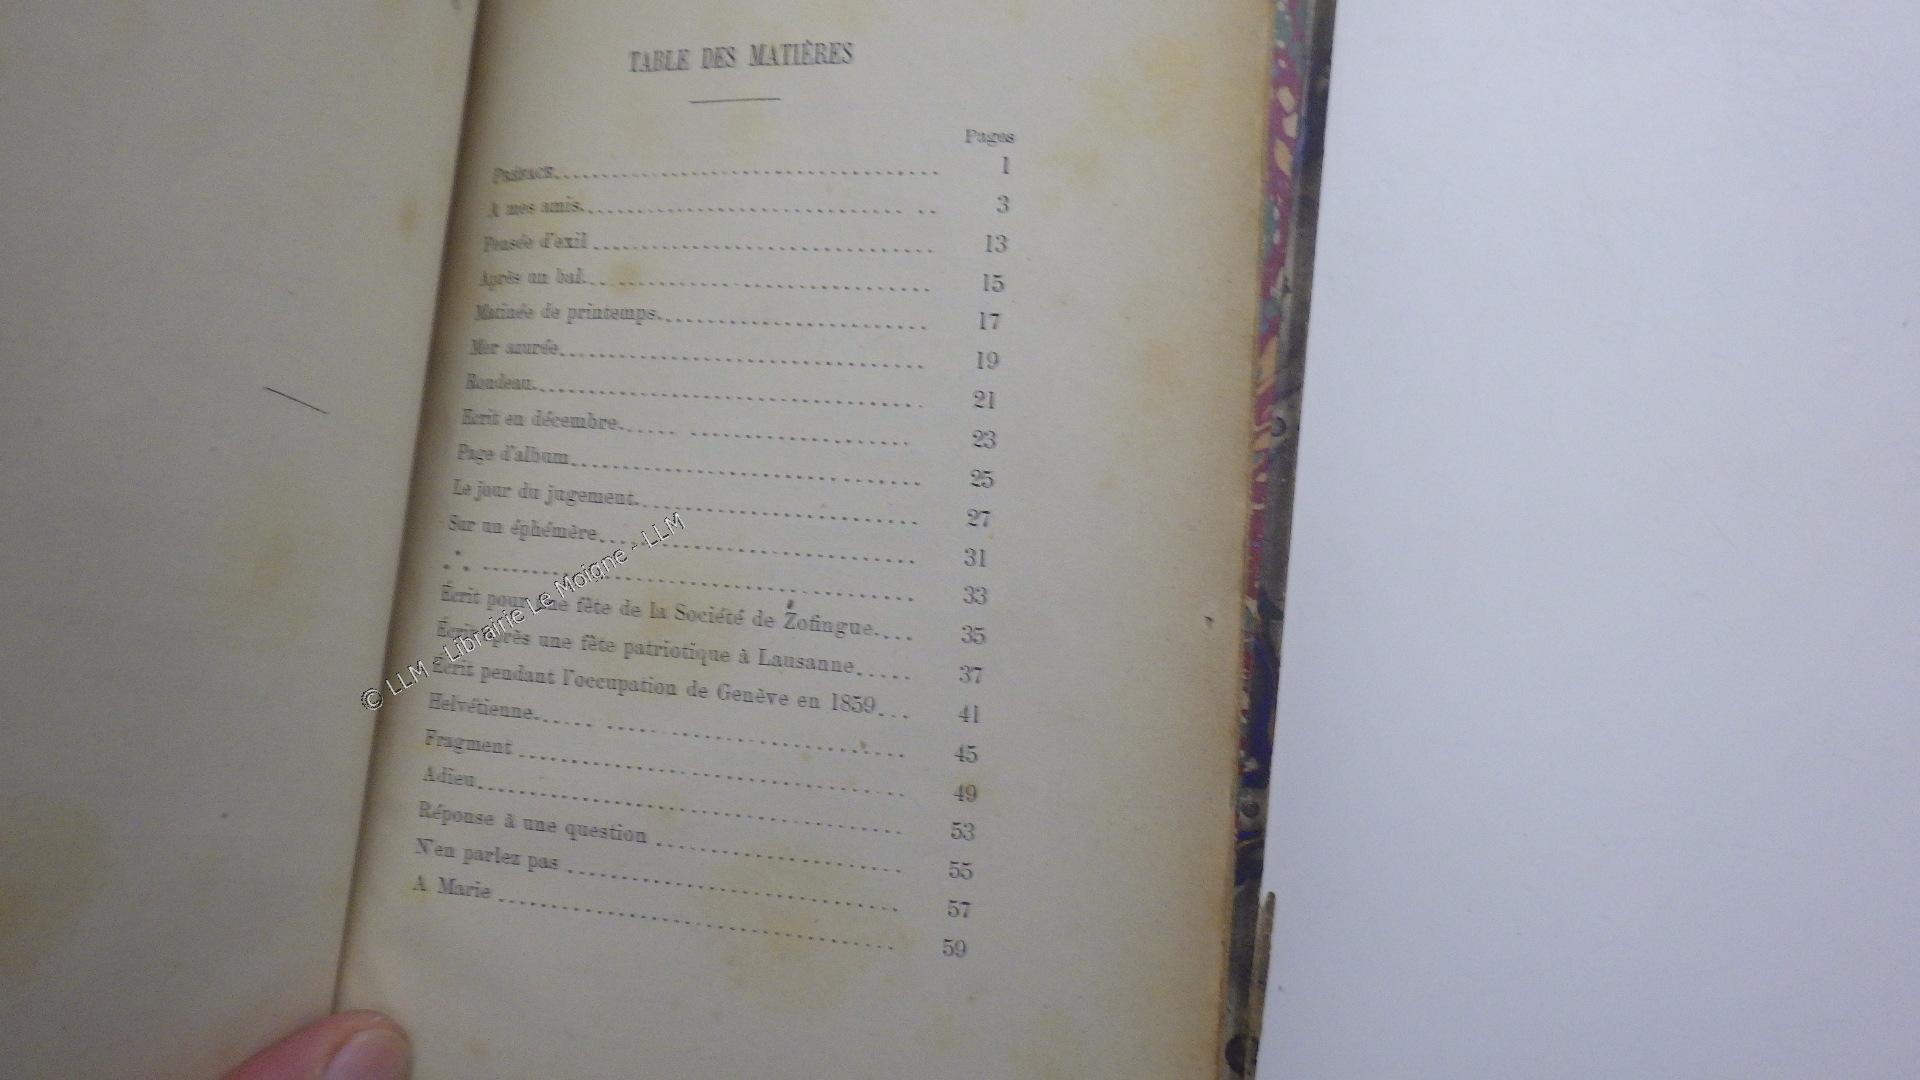 TABLE DES MATIÈRES
Pages
PRÉFACE 1
A mes amis 3
Pensée d'exil 13
Après un bal 15
Matinée de printemps 17
Mer azurée 19
Rondeau 21
Ecrit en décembre 23
Page d'album 25
Le jour du jugement 27
Sur un éphémère 31
33
Écrit pour une fête de la Société de Zofingue 35
Écrit après une fête patriotique à Lausanne 37
Écrit pendant l'occupation de Genève en 1859 41
Helvétienne 45
Fragment 49
Adieu 53
Réponse à une question 55
N'en parlez pas 57
A Marie 59
© LLM - Librairie Le Moigne - LLM